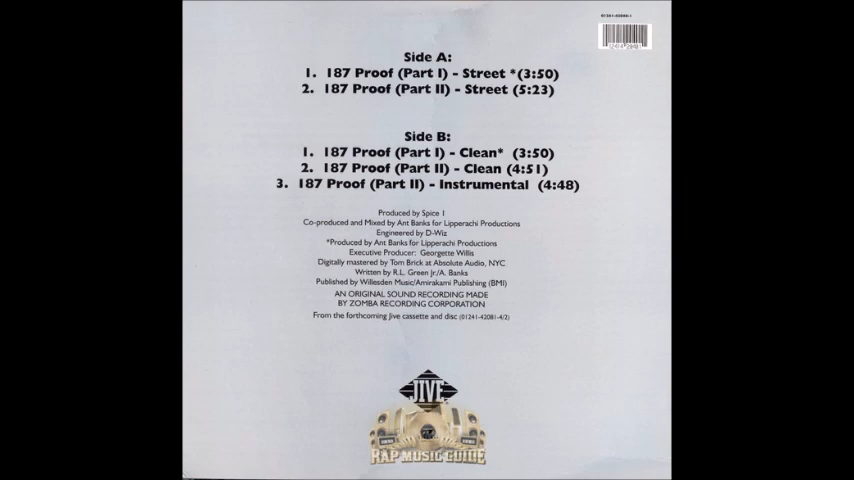 Side A:
1. 187 Proof (Part I) - Street *(3:50)
2. 187 Proof (Part II) - Street (5:23)
Side B:
1. 187 Proof (Part I) - Clean* (3:50)
2. 187 Proof (Part II) - Clean (4:51)
3. 187 Proof (Part II) - Instrumental (4:48)
Produced by Spice 1
Co-produced and Mixed by Ant Banks for Lipperachi Productions
Engineered by D-Wiz
*Produced by Ant Banks for Lipperachi Productions
Executive Producer: Georgette Willis
Digitally mastered by Tom Brick at Absolute Audio, NYC
Written by R.L. Green Jr/A. Banks
Published by Willesden Music/Amirakami Publishing (BMI)
AN ORIGINAL SOUND RECORDING MADE
BY ZOMBA RECORDING CORPORATION
From the forthcoming Jive cassette and disc (01241-42081-4/2)
JIVE
RAP MUSIC GUIDE